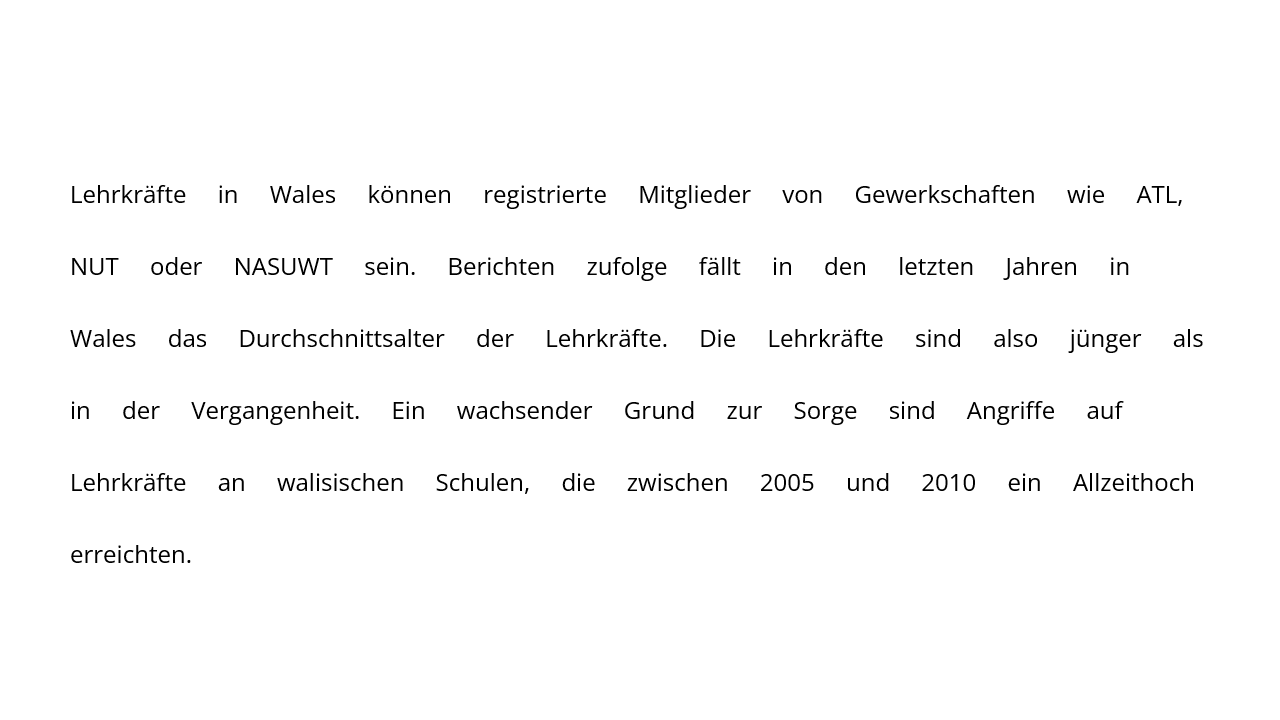 Lehrkräfte in Wales können registrierte Mitglieder von Gewerkschaften wie ATL,
NUT oder NASUWT sein. Berichten zufolge fällt in den letzten Jahren in
Wales das Durchschnittsalter der Lehrkräfte. Die Lehrkräfte sind also jünger als
in der Vergangenheit. Ein wachsender Grund zur Sorge sind Angriffe auf
Lehrkräfte an walisischen Schulen, die zwischen 2005 und 2010 ein Allzeithoch
erreichten.